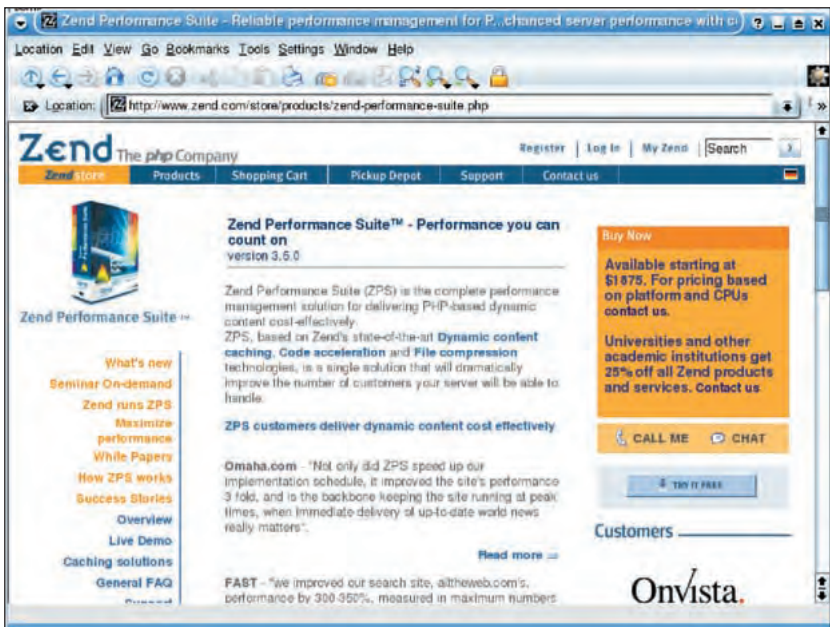 Zend Performance Suite - Reliable performance management for P...chanced server performance with
Location Edit View Go Bookmarks Tools Settings Window Help
Location: http://www.zend.com/store/products/zend-performance-suite.php
Zend The php Company
Register | Log In | My Zend | Search
Zend store Products Shopping Cart Pickup Depot Support Contact us
Zend Performance Suite ™
What's new
Seminar On-demand
Zend runs ZPS
Maximize
performance
While Papers
How ZPS works
Success Stories
Overview
Live Demo
Caching solutions
General FAQ
Support
Zend Performance Suite™ - Performance you can
count on
version 3.5.0
Zend Performance Suite (ZPS) is the complete performance
management solution for delivering PHP-based dynamic
content cost-effectively.
ZPS, based on Zend's state-of-the-art Dynamic content
caching, Code acceleration and File compression
technologies, is a single solution that will dramatically
improve the number of customers your server will be able to
handle.
ZPS customers deliver dynamic content cost effectively
Omaha.com - "Not only did ZPS speed up our
implementation schedule, it improved the site's performance
3 fold, and is the backbone keeping the site running at peak
times, when immediate delivery of up-to-date world news
really matters".
Read more
FAST - "we improved our search site, alltheweb.com's,
performance by 300-350%, measured in maximum numbers
Buy Now
Available starting at
$1875. For pricing based
on platform and CPUs
contact us.
Universities and other
academic institutions get
25% off all Zend products
and services. Contact us
CALL ME CHAT
TRY IT FREE
Customers
Onvista.